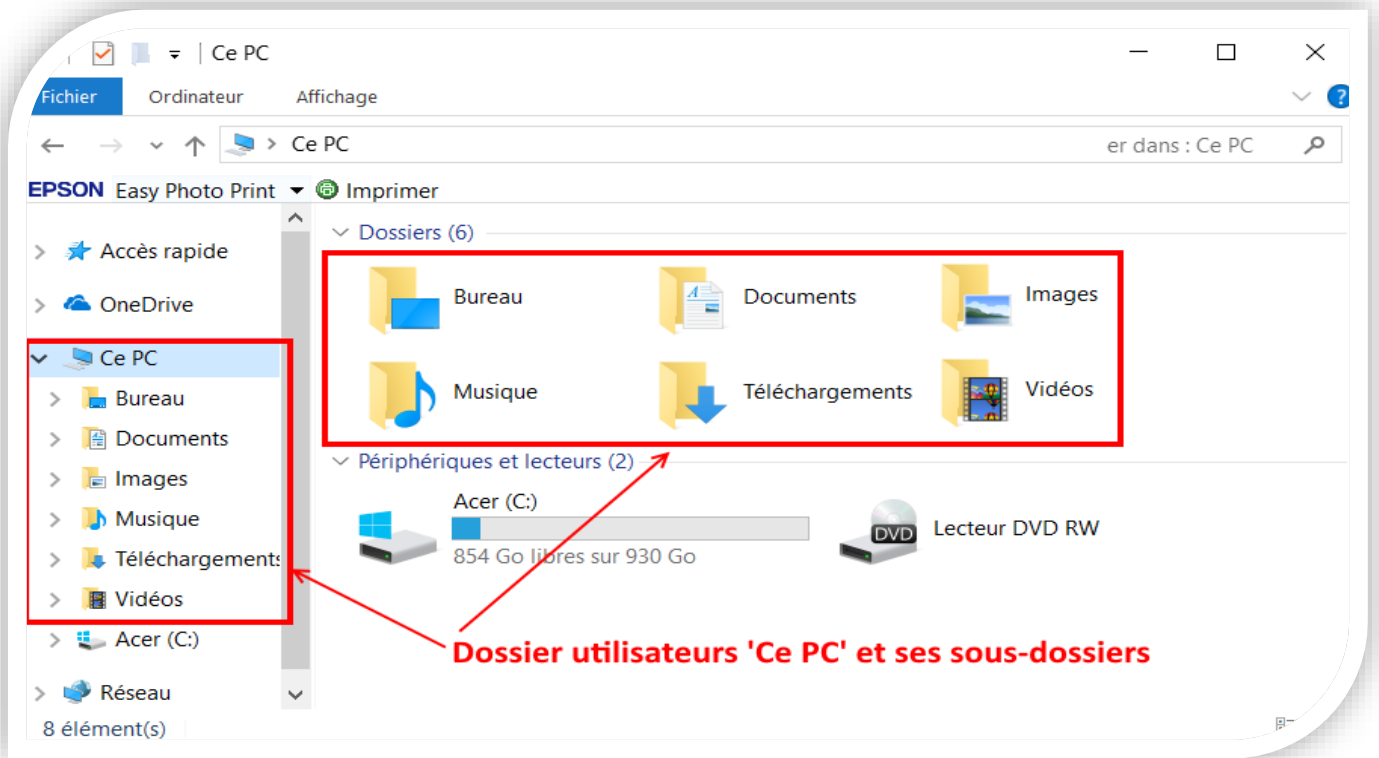 Ce PC
Fichier Ordinateur Affichage
?
Ce PC er dans : Ce PC
EPSON Easy Photo Print Imprimer
Accès rapide
OneDrive
Ce PC
Bureau
Documents
Images
Musique
Téléchargements
Vidéos
Acer (C:)
Réseau
Dossiers (6)
Bureau Documents Images
Musique Téléchargements Vidéos
Périphériques et lecteurs (2)
Acer (C:)
854 Go libres sur 930 Go
DVD Lecteur DVD RW
Dossier utilisateurs 'Ce PC' et ses sous-dossiers
8 élément(s)